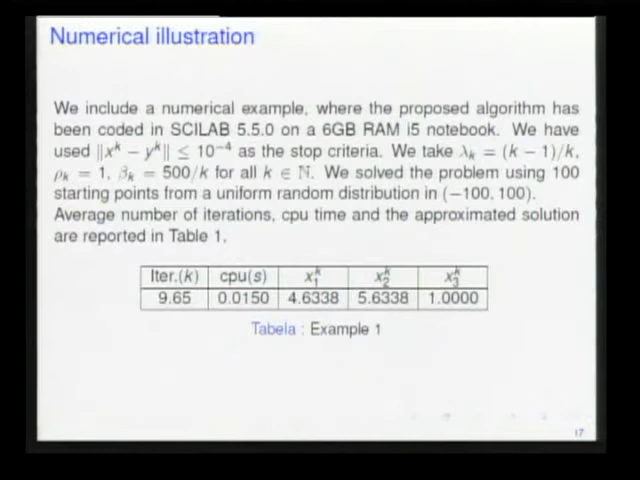 Numerical illustration
We include a numerical example, where the proposed algorithm has
been coded in SCILAB 5.5.0 on a 6GB RAM i5 notebook. We have
used ‖x^k − y^k‖ ≤ 10^−4 as the stop criteria. We take λ_k = (k − 1)/k,
ρ_k = 1, β_k = 500/k for all k ∈ ℕ. We solved the problem using 100
starting points from a uniform random distribution in (−100, 100).
Average number of iterations, cpu time and the approximated solution
are reported in Table 1.
Iter.(k) cpu(s) x_1^k x_2^k x_3^k
9.65 0.0150 4.6338 5.6338 1.0000
Tabela : Example 1
17